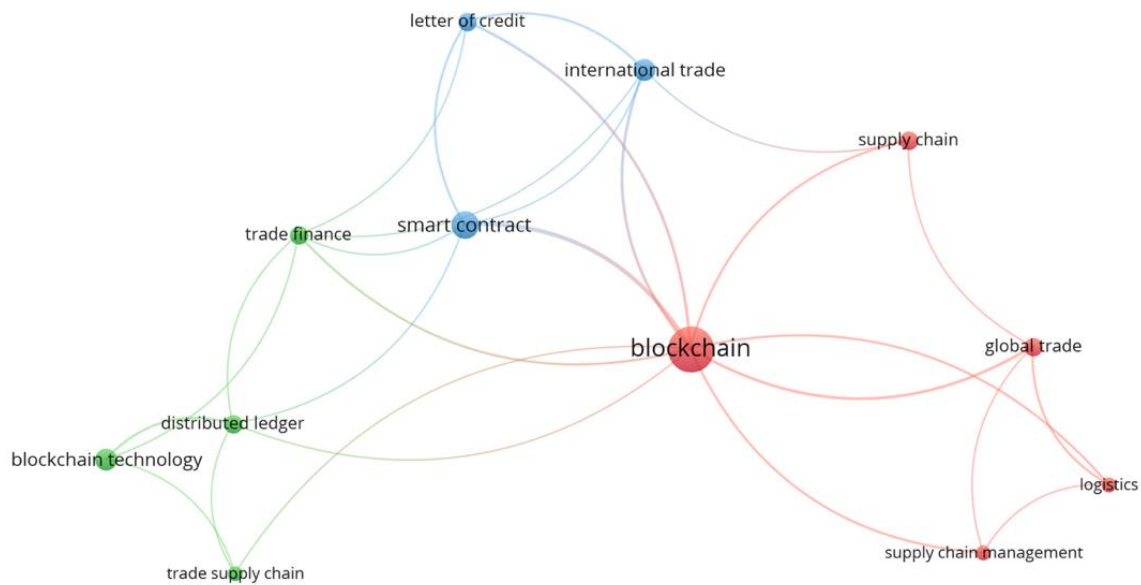 letter of credit
international trade
supply chain
smart contract
trade finance
blockchain
global trade
distributed ledger
blockchain technology
logistics
supply chain management
trade supply chain